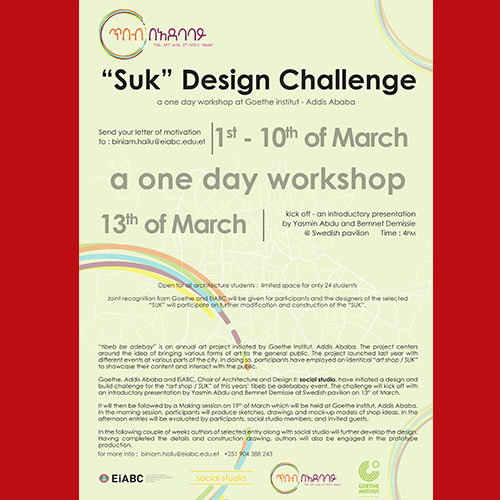 ጥበብ በአደባባይ
THE ART SUK OF ADDIS ABABA
“Suk” Design Challenge
a one day workshop at Goethe institut - Addis Ababa
Send your letter of motivation
to : biniam.hailu@eiabc.edu.et
1st - 10th of March
a one day workshop
13th of March
kick off - an introductory presentation
by Yasmin Abdu and Bemnet Demissie
@ Swedish pavilion Time : 4PM
Open for all architecture students : limited space for only 24 students
Joint recognition from Goethe and EiABC will be given for participants and the designers of the selected
“SUK” will participate on further modification and construction of the “SUK”.
“tibeb be adebay” is an annual art project initiated by Goethe Institut, Addis Ababa. The project centers
around the idea of bringing various forms of art to the general public. The project launched last year with
different events at various parts of the city. In doing so, participants have employed an identical “art shop / SUK”
to showcase their content and interact with the public.
Goethe, Addis Ababa and EiABC, Chair of Architecture and Design II: social studio, have initiated a design and
build challenge for the “art shop / SUK” of this years’ tibeb be adebabay event. The challenge will kick off with
an introductory presentation by Yasmin Abdu and Bemnet Demissie at Swedish pavilion on 13th of March.
It will then be followed by a Making session on 19th of March which will be held at Goethe Institut, Addis Ababa.
In the morning session, participants will produce sketches, drawings and mock-up models of shop ideas. In the
afternoon entries will be evaluated by participants, social studio members, and invited guests.
In the following couple of weeks authors of selected entry along with social studio will further develop the design.
Having completed the details and construction drawing, authors will also be engaged in the prototype
production.
for more info : biniam.hailu@eiabc.edu.et +251 904 388 243
EiABC
social studio
ጥበብ በአደባባይ
GOETHE
INSTITUT